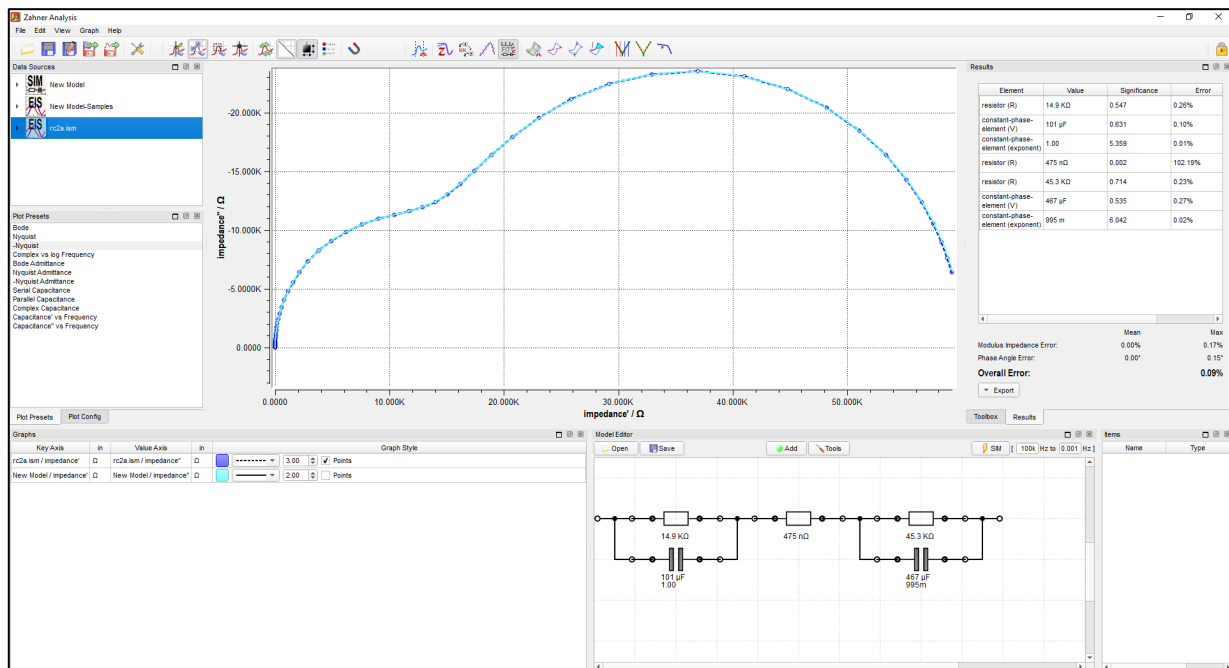 Zahner Analysis
File Edit View Graph Help
Data Sources
SIM New Model
EIS New Model-Samples
EIS rc2a.ism
Plot Presets
Bode
Nyquist
-Nyquist
Complex vs log Frequency
Bode Admittance
Nyquist Admittance
-Nyquist Admittance
Serial Capacitance
Parallel Capacitance
Complex Capacitance
Capacitance' vs Frequency
Capacitance'' vs Frequency
Plot Presets Plot Config
impedance'' / Ω
-20.000K
-15.000K
-10.000K
-5.0000K
0.0000
0.0000 10.000K 20.000K 30.000K 40.000K 50.000K
impedance' / Ω
Results
Element Value Significance Error
resistor (R) 14.9 KΩ 0.547 0.26%
constant-phase-element (V) 101 µF 0.631 0.10%
constant-phase-element (exponent) 1.00 5.359 0.01%
resistor (R) 475 nΩ 0.002 102.19%
resistor (R) 45.3 KΩ 0.714 0.23%
constant-phase-element (V) 467 µF 0.535 0.27%
constant-phase-element (exponent) 995 m 6.042 0.02%
Mean Max
Modulus Impedance Error: 0.00% 0.17%
Phase Angle Error: 0.00° 0.15°
Overall Error: 0.09%
Export
Toolbox Results
Graphs
Key Axis in Value Axis in Graph Style
rc2a.ism / impedance' Ω rc2a.ism / impedance'' Ω 3.00 Points
New Model / impedance' Ω New Model / impedance'' Ω 2.00 Points
Model Editor
Open Save Add Tools SIM [ 100k Hz to 0.001 Hz ]
14.9 KΩ 475 nΩ 45.3 KΩ
101 µF 467 µF
1.00 995m
Items
Name Type